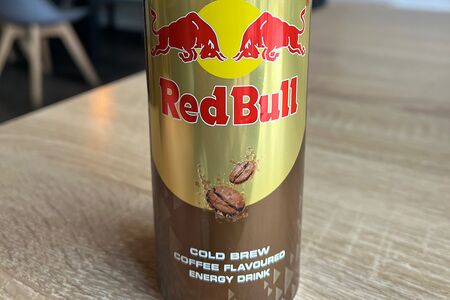 Red Bull
COLD BREW
COFFEE FLAVOURED
ENERGY DRINK